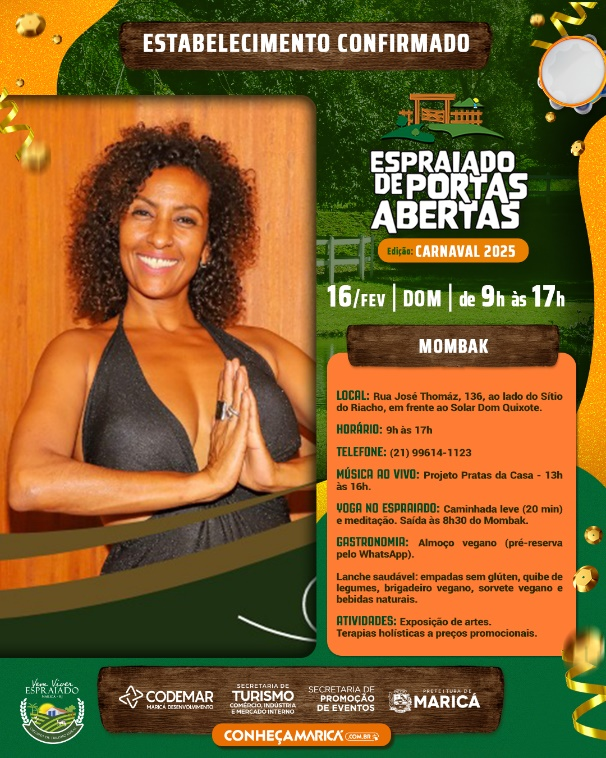 ESTABELECIMENTO CONFIRMADO
ESPRAIADO
DE PORTAS
ABERTAS
Edição: CARNAVAL 2025
16/FEV | DOM | de 9h às 17h
MOMBAK
LOCAL: Rua José Thomáz, 136, ao lado do Sítio
do Riacho, em frente ao Solar Dom Quixote.
HORÁRIO: 9h às 17h
TELEFONE: (21) 99614-1123
MÚSICA AO VIVO: Projeto Pratas da Casa - 13h
às 16h.
YOGA NO ESPRAIADO: Caminhada leve (20 min)
e meditação. Saída às 8h30 do Mombak.
GASTRONOMIA: Almoço vegano (pré-reserva
pelo WhatsApp).
Lanche saudável: empadas sem glúten, quibe de
legumes, brigadeiro vegano, sorvete vegano e
bebidas naturais.
ATIVIDADES: Exposição de artes.
Terapias holísticas a preços promocionais.
Vem Viver
ESPRAIADO
MARICÁ - RJ
CODEMAR
MARICÁ DESENVOLVIMENTO
SECRETARIA DE
TURISMO
COMÉRCIO, INDÚSTRIA
E MERCADO INTERNO
SECRETARIA DE
PROMOÇÃO
DE EVENTOS
PREFEITURA DE
MARICÁ
CONHEÇAMARICÁ .COM.BR